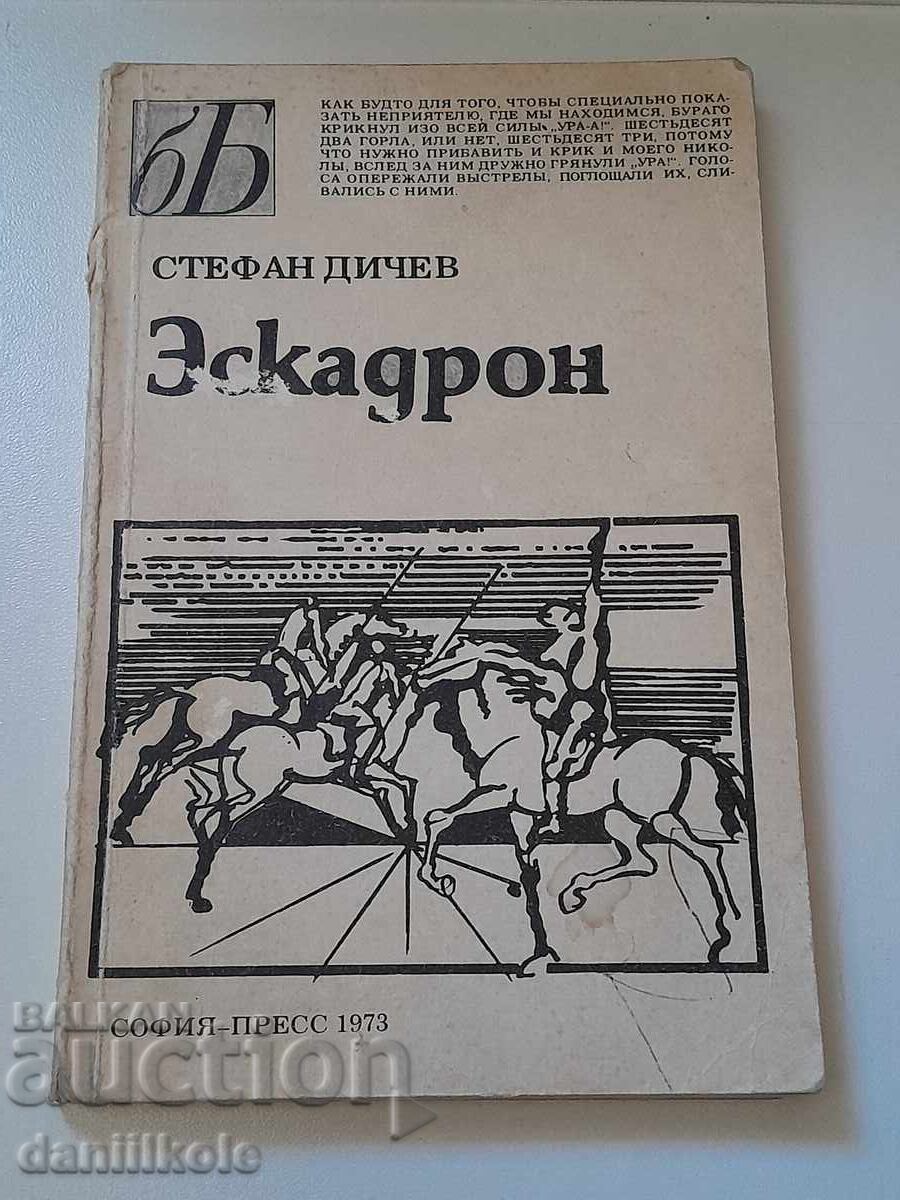 бБ
КАК БУДТО ДЛЯ ТОГО, ЧТОБЫ СПЕЦИАЛЬНО ПОКА-
ЗАТЬ НЕПРИЯТЕЛЮ, ГДЕ МЫ НАХОДИМСЯ, БУРАГО
КРИКНУЛ ИЗО ВСЕЙ СИЛЫ „УРА-А!“. ШЕСТЬДЕСЯТ
ДВА ГОРЛА, ИЛИ НЕТ, ШЕСТЬДЕСЯТ ТРИ, ПОТОМУ
ЧТО НУЖНО ПРИБАВИТЬ И КРИК И МОЕГО НИКО-
ЛЫ, ВСЛЕД ЗА НИМ ДРУЖНО ГРЯНУЛИ „УРА!“. ГОЛО-
СА ОПЕРЕЖАЛИ ВЫСТРЕЛЫ, ПОГЛОЩАЛИ ИХ, СЛИ-
ВАЛИСЬ С НИМИ.
СТЕФАН ДИЧЕВ
Эскадрон
СОФИЯ–ПРЕСС 1973
BALKAN
auction
daniilkole